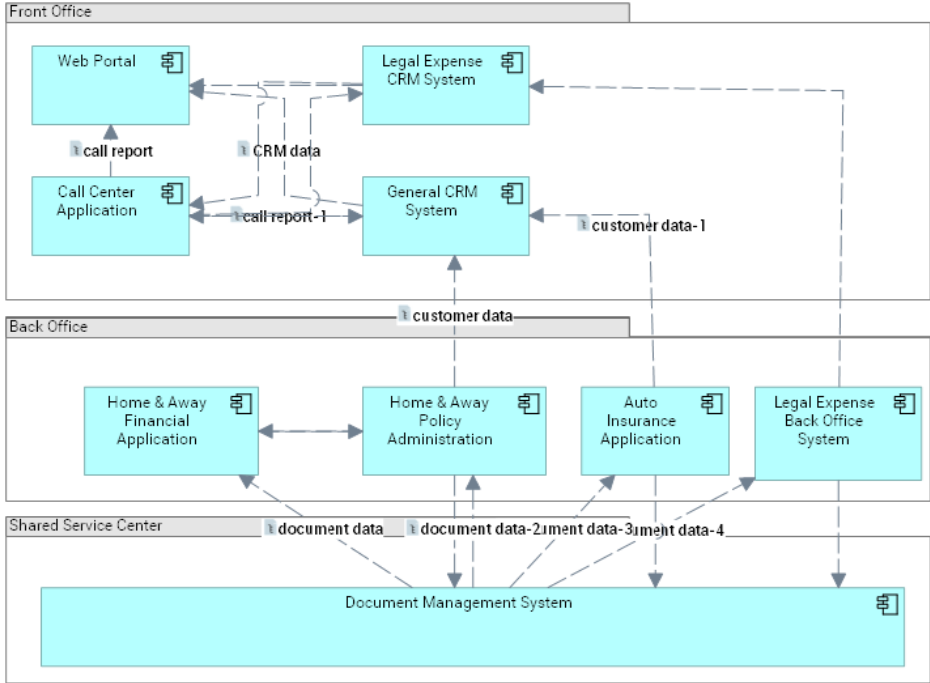 Front Office
Web Portal
Legal Expense
CRM System
call report
CRM data
Call Center
Application
General CRM
System
call report-1
customer data-1
customer data
Back Office
Home & Away
Financial
Application
Home & Away
Policy
Administration
Auto
Insurance
Application
Legal Expense
Back Office
System
Shared Service Center
document data
document data-2
ument data-3
ument data-4
Document Management System